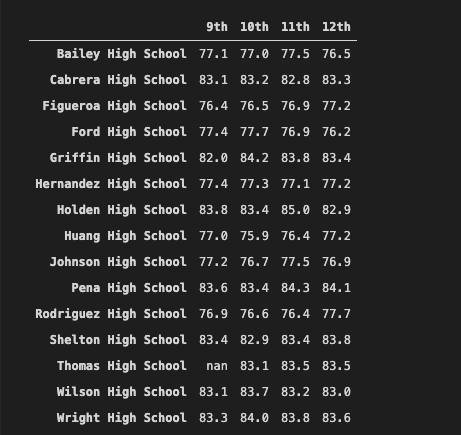 9th 10th 11th 12th
Bailey High School 77.1 77.0 77.5 76.5
Cabrera High School 83.1 83.2 82.8 83.3
Figueroa High School 76.4 76.5 76.9 77.2
Ford High School 77.4 77.7 76.9 76.2
Griffin High School 82.0 84.2 83.8 83.4
Hernandez High School 77.4 77.3 77.1 77.2
Holden High School 83.8 83.4 85.0 82.9
Huang High School 77.0 75.9 76.4 77.2
Johnson High School 77.2 76.7 77.5 76.9
Pena High School 83.6 83.4 84.3 84.1
Rodriguez High School 76.9 76.6 76.4 77.7
Shelton High School 83.4 82.9 83.4 83.8
Thomas High School nan 83.1 83.5 83.5
Wilson High School 83.1 83.7 83.2 83.0
Wright High School 83.3 84.0 83.8 83.6